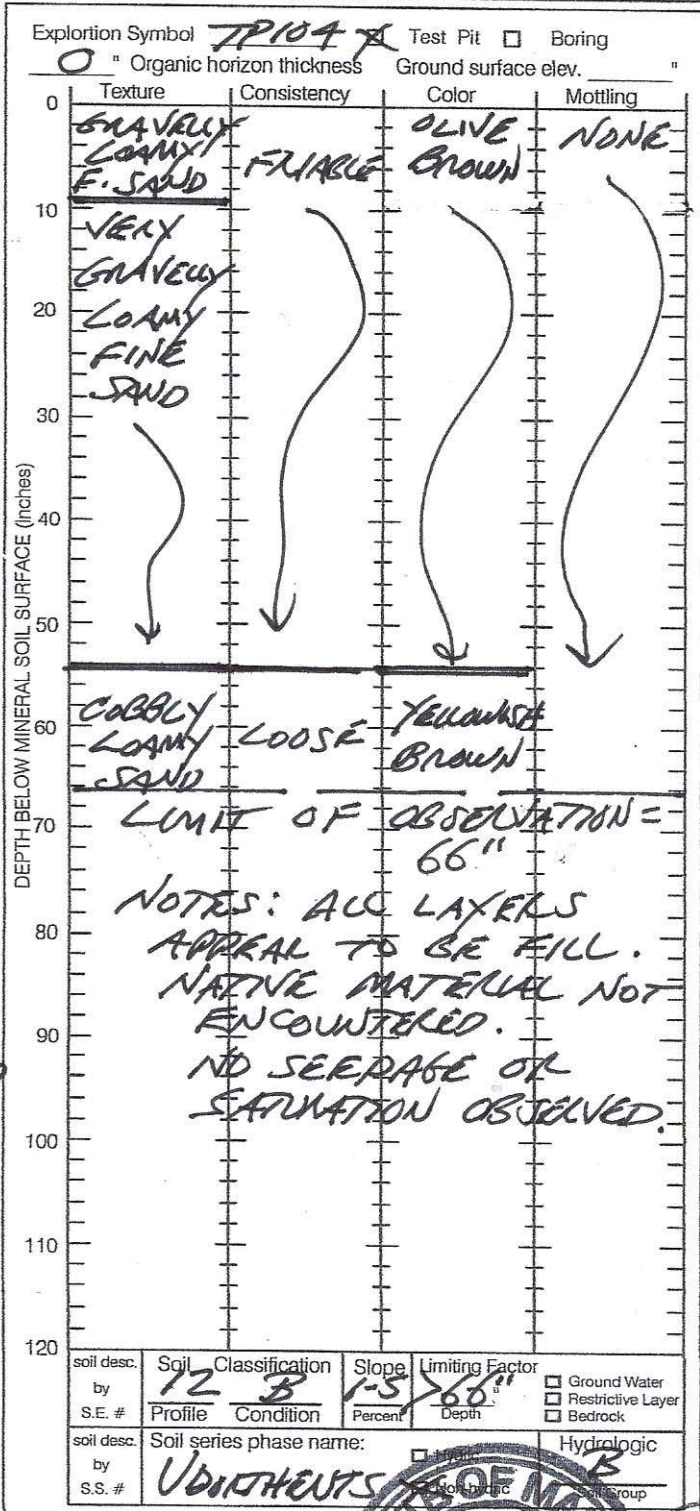 Explortion Symbol TP104 X Test Pit □ Boring
0 " Organic horizon thickness Ground surface elev. ______ "
Texture Consistency Color Mottling
0
GRAVELLY
LOAMY
F. SAND
FRIABLE
OLIVE
BROWN
NONE
10
VERY
GRAVELLY
20
LOAMY
FINE
SAND
30
40
50
DEPTH BELOW MINERAL SOIL SURFACE (inches)
COBBLY
LOAMY
SAND
60
LOOSE
YELLOWISH
BROWN
LIMIT OF OBSERVATION =
66"
70
NOTES: ALL LAYERS
80
APPEAR TO BE FILL.
NATIVE MATERIAL NOT
90
ENCOUNTERED.
NO SEEPAGE OR
SATURATION OBSERVED.
100
110
120
soil desc.
by
S.E. #
Soil Classification
12 B
Profile Condition
Slope
1-5
Percent
Limiting Factor
>66"
Depth
□ Ground Water
□ Restrictive Layer
□ Bedrock
soil desc.
by
S.S. #
Soil series phase name:
UDORTHENTS
□ Hydric
Non-hydric
Hydrologic
B
Soil Group
OF